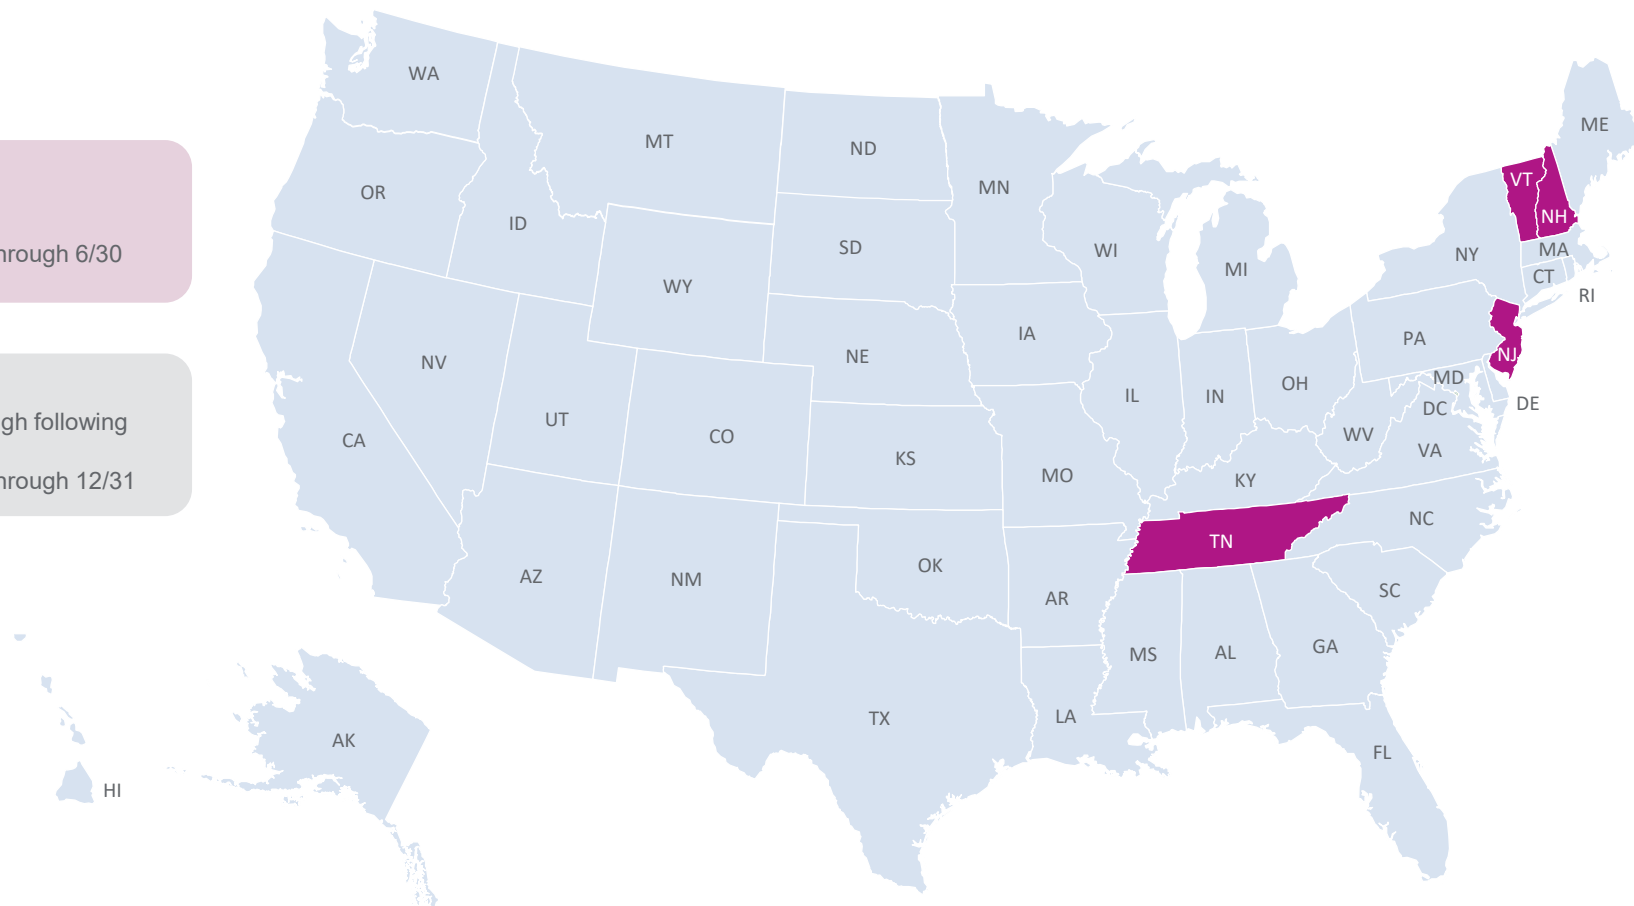 hrough 6/30
gh following
hrough 12/31
WA
OR
CA
NV
ID
MT
WY
UT
AZ
CO
NM
ND
SD
NE
KS
OK
TX
MN
IA
MO
AR
LA
WI
IL
MI
IN
OH
KY
TN
MS
AL
GA
FL
SC
NC
VA
WV
DC
MD
DE
PA
NJ
NY
CT
RI
MA
VT
NH
ME
AK
HI